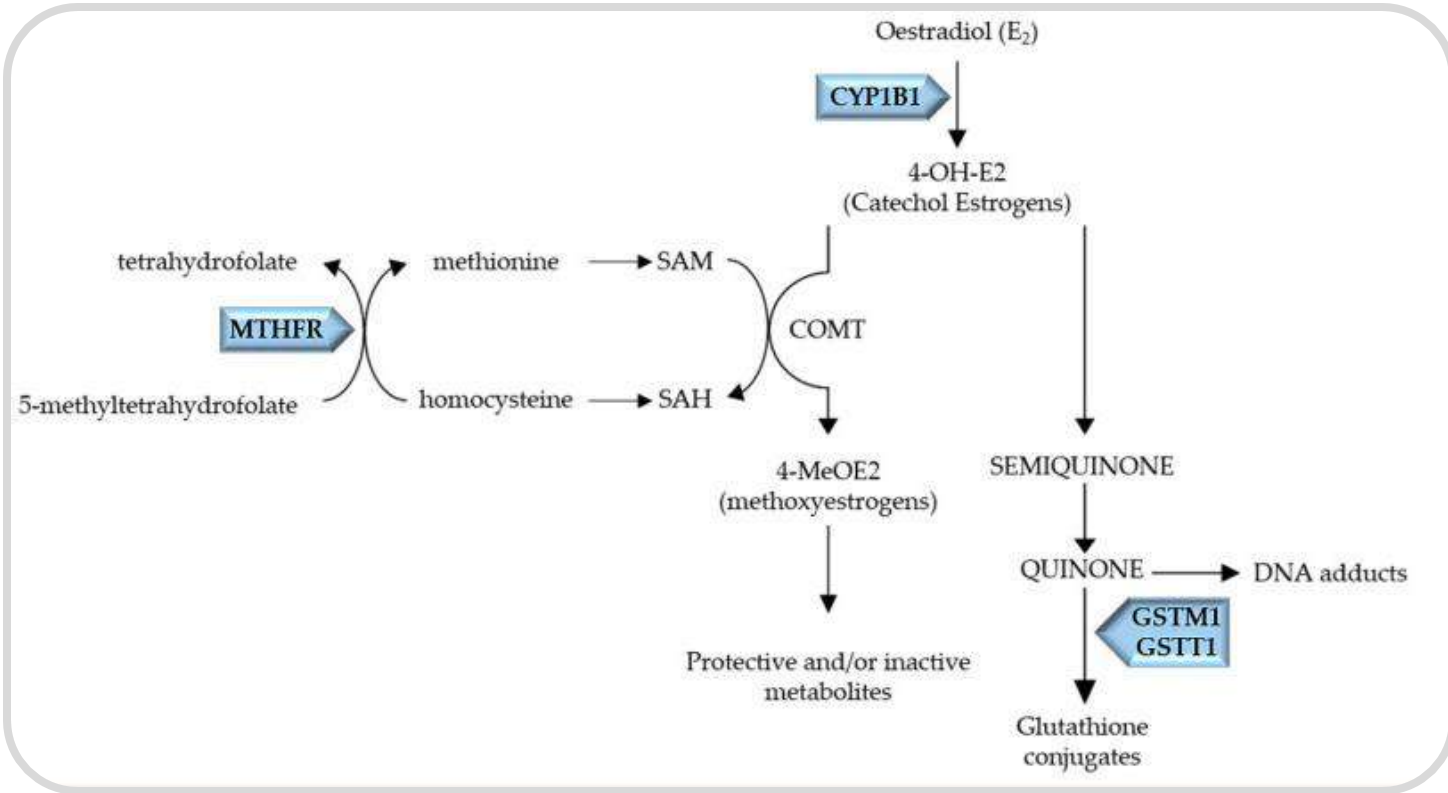 Oestradiol (E₂)
CYP1B1
4-OH-E2
(Catechol Estrogens)
tetrahydrofolate
methionine
SAM
MTHFR
COMT
5-methyltetrahydrofolate
homocysteine
SAH
4-MeOE2
(methoxyestrogens)
SEMIQUINONE
QUINONE
DNA adducts
GSTM1
GSTT1
Protective and/or inactive
metabolites
Glutathione
conjugates